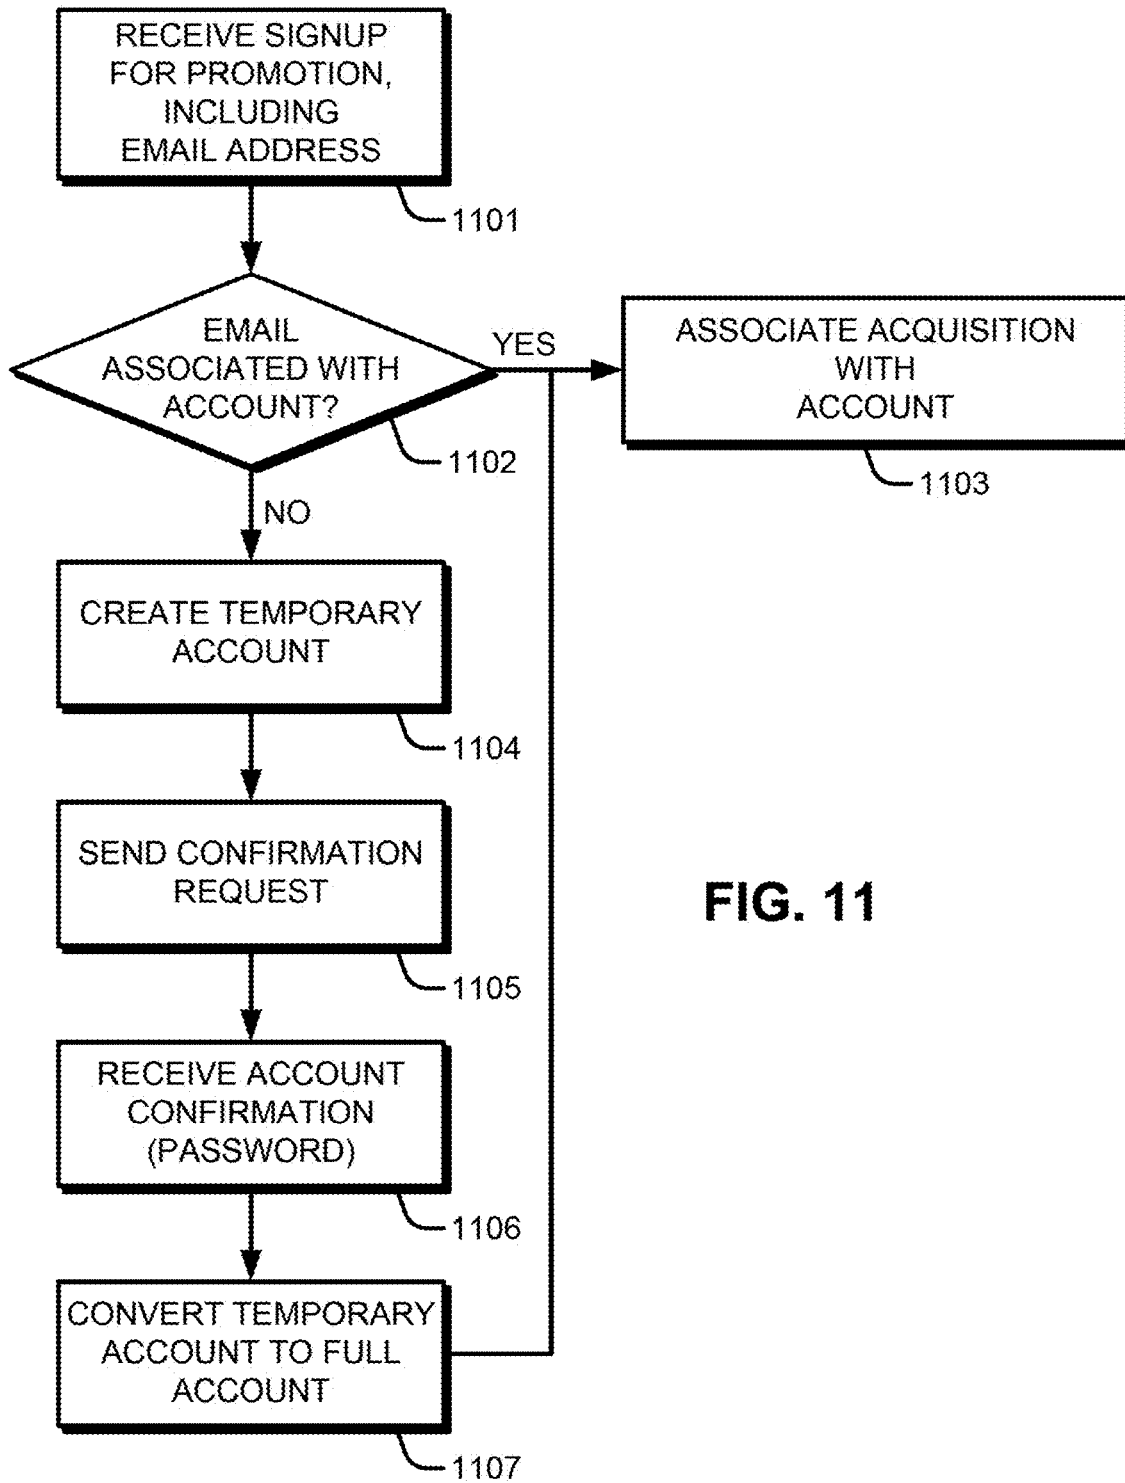 RECEIVE SIGNUP
FOR PROMOTION,
INCLUDING
EMAIL ADDRESS
1101
EMAIL
ASSOCIATED WITH
ACCOUNT?
1102
YES
ASSOCIATE ACQUISITION
WITH
ACCOUNT
1103
NO
CREATE TEMPORARY
ACCOUNT
1104
SEND CONFIRMATION
REQUEST
1105
FIG. 11
RECEIVE ACCOUNT
CONFIRMATION
(PASSWORD)
1106
CONVERT TEMPORARY
ACCOUNT TO FULL
ACCOUNT
1107